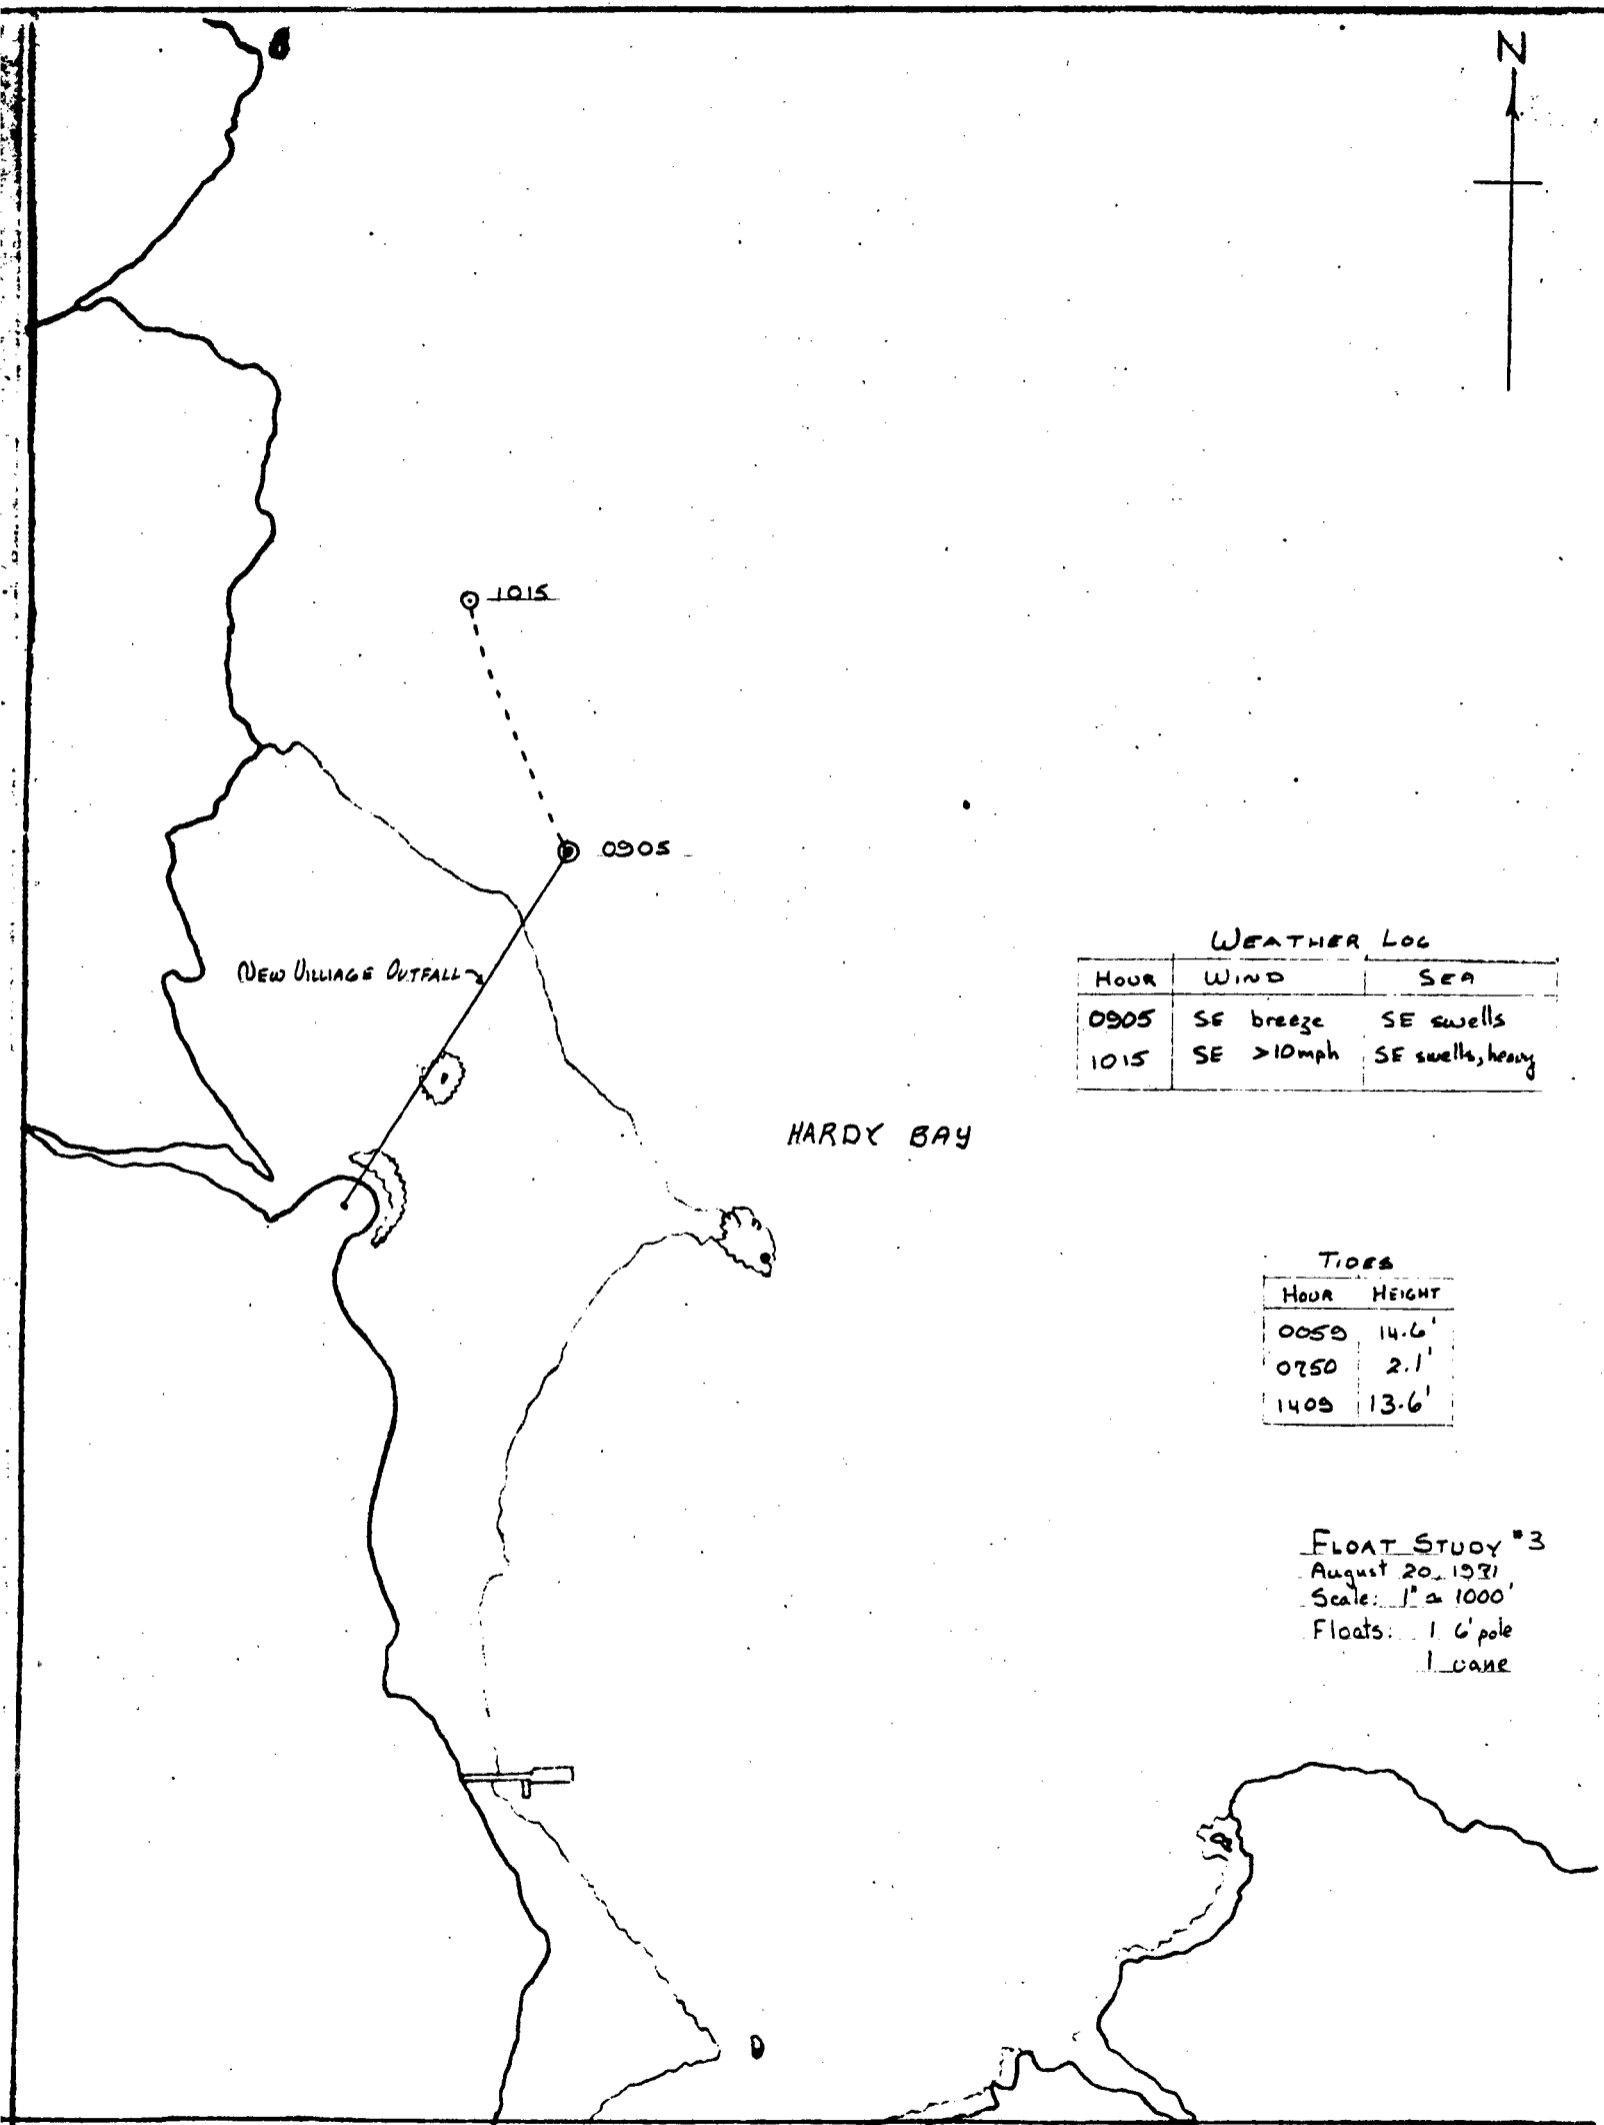 N
1015
0905
NEW VILLIAGE OUTFALL
WEATHER LOG
HOUR WIND SEA
0905 SE breeze SE swells
1015 SE >10mph SE swells, heavy
HARDY BAY
TIDES
HOUR HEIGHT
0059 14.6'
0750 2.1'
1409 13.6'
FLOAT STUDY #3
August 20, 1971
Scale: 1" ≈ 1000'
Floats: 1 6' pole
1 vane